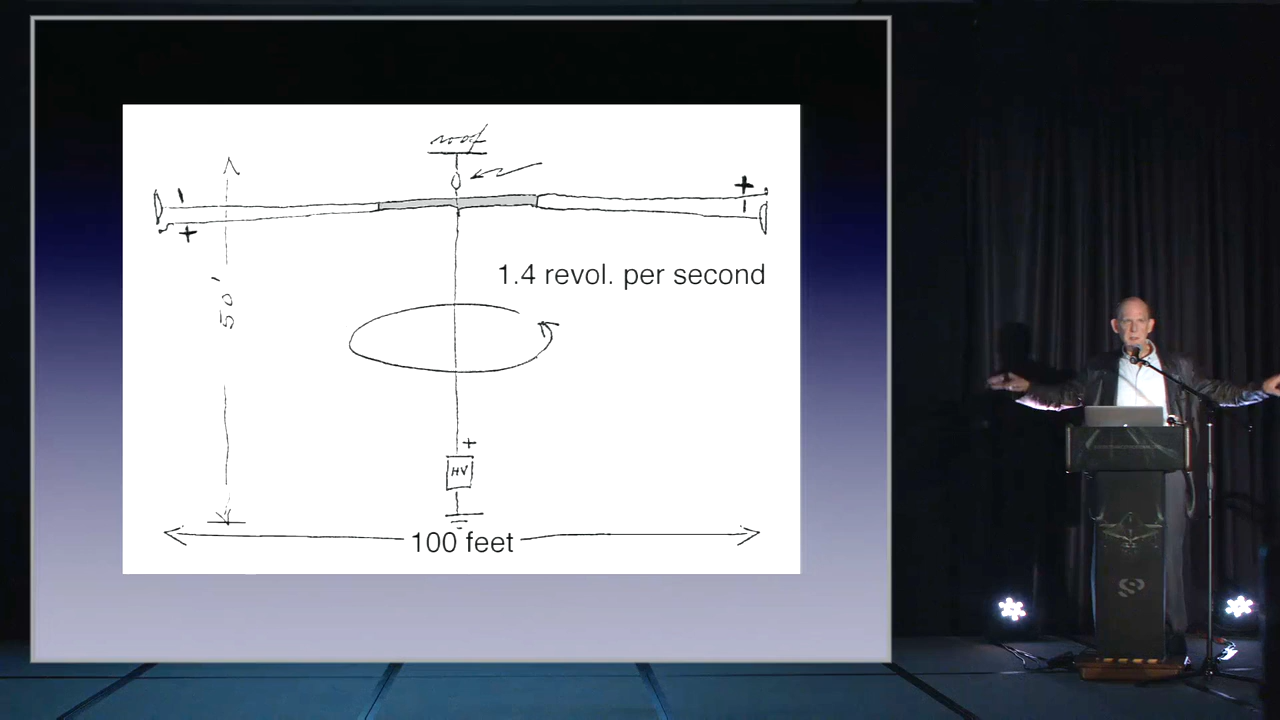 roof
+
+
1.4 revol. per second
50'
+
HV
100 feet